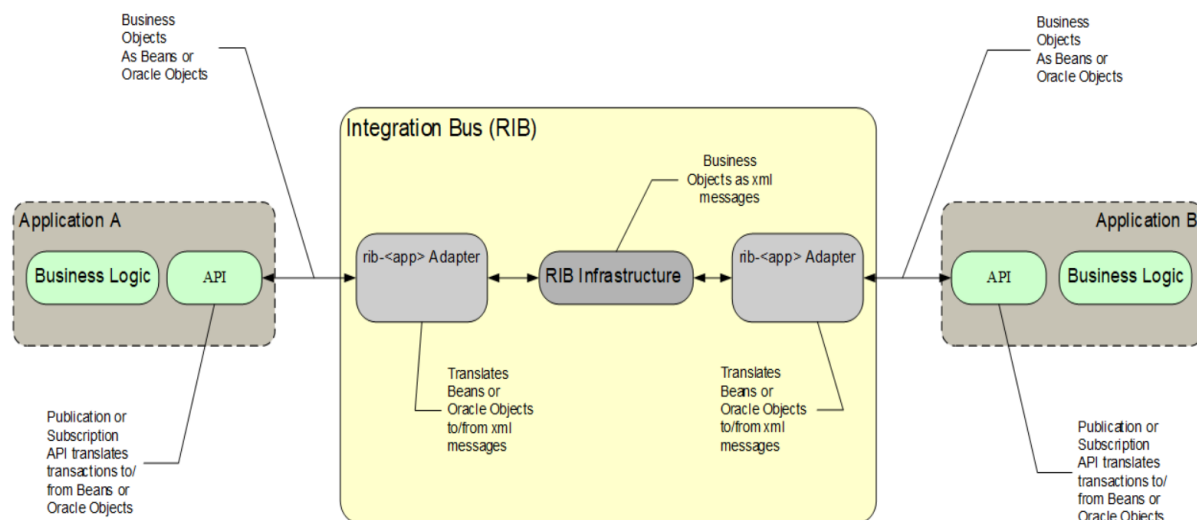 Business
Objects
As Beans or
Oracle Objects
Business
Objects
As Beans or
Oracle Objects
Integration Bus (RIB)
Business
Objects as xml
messages
Application A
Business Logic
API
rib-<app> Adapter
RIB Infrastructure
rib-<app> Adapter
Application B
API
Business Logic
Translates
Beans or
Oracle Objects
to/from xml
messages
Translates
Beans or
Oracle Objects
to/from xml
messages
Publication or
Subscription
API translates
transactions to/
from Beans or
Oracle Objects
Publication or
Subscription
API translates
transactions to/
from Beans or
Oracle Objects